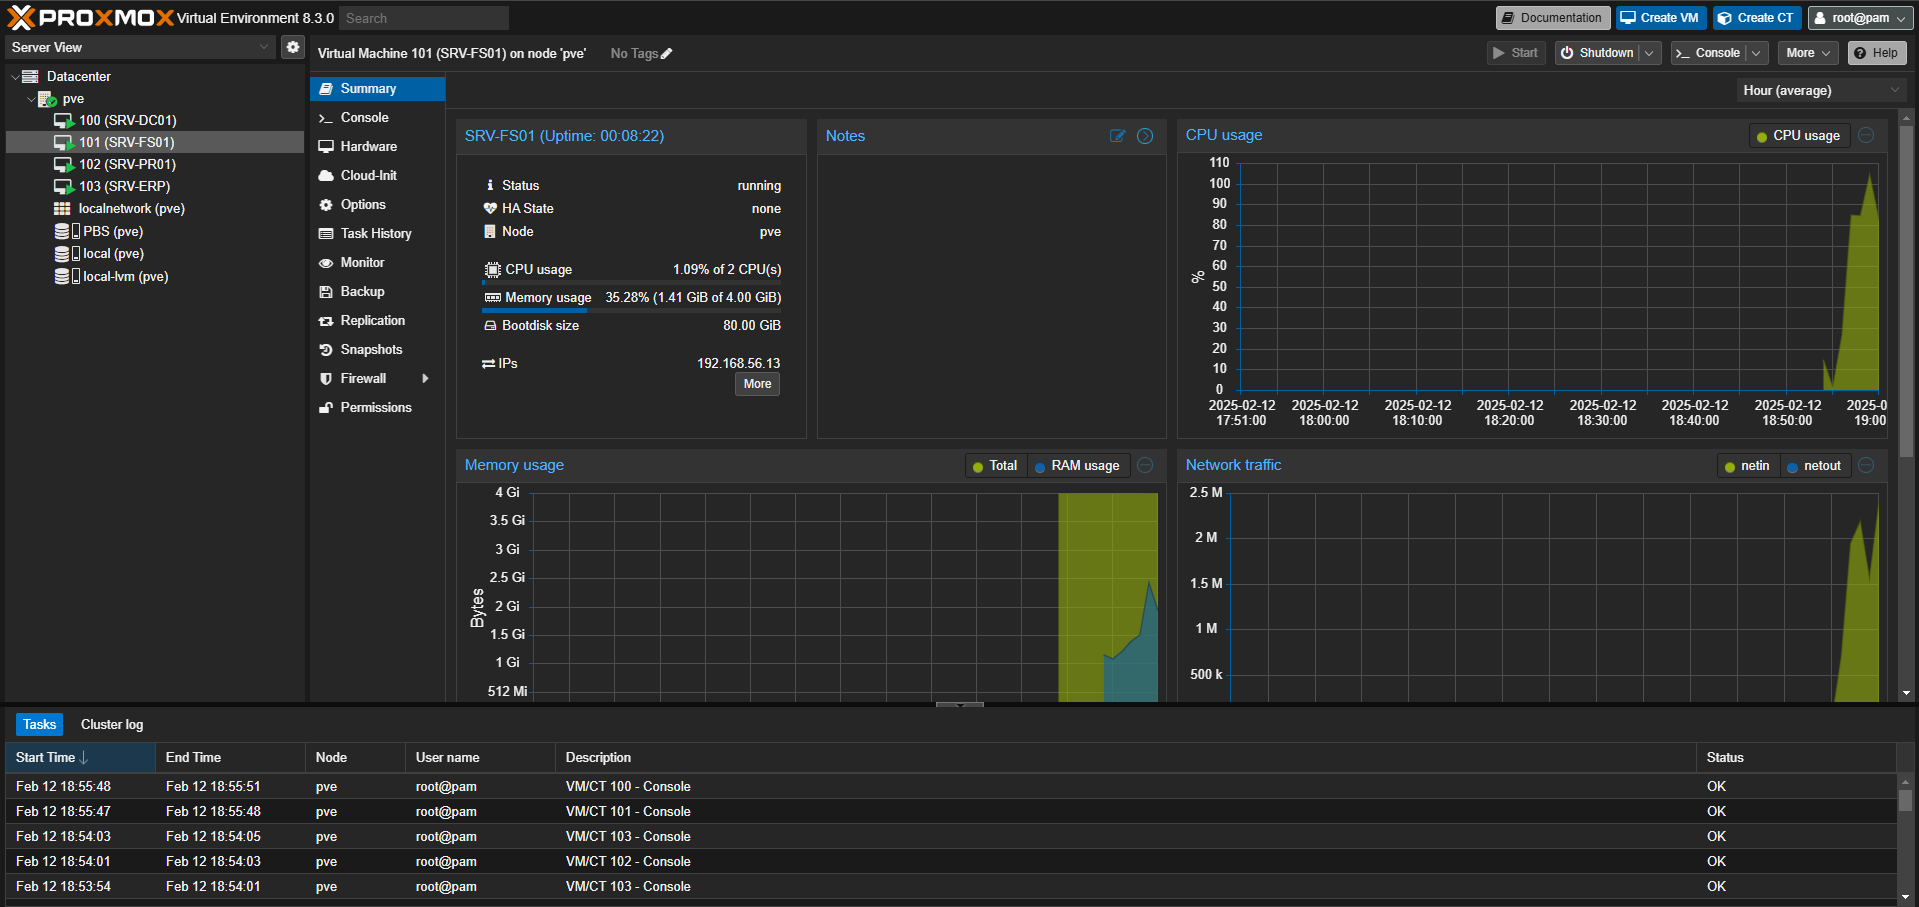 PROXMOX Virtual Environment 8.3.0 Search Documentation Create VM Create CT root@pam
Server View
Virtual Machine 101 (SRV-FS01) on node 'pve' No Tags Start Shutdown Console More Help
Datacenter
pve
100 (SRV-DC01)
101 (SRV-FS01)
102 (SRV-PR01)
103 (SRV-ERP)
localnetwork (pve)
PBS (pve)
local (pve)
local-lvm (pve)
Summary
Console
Hardware
Cloud-Init
Options
Task History
Monitor
Backup
Replication
Snapshots
Firewall
Permissions
Hour (average)
SRV-FS01 (Uptime: 00:08:22)
Status running
HA State none
Node pve
CPU usage 1.09% of 2 CPU(s)
Memory usage 35.28% (1.41 GiB of 4.00 GiB)
Bootdisk size 80.00 GiB
IPs 192.168.56.13
More
Notes
CPU usage CPU usage
110
100
90
80
70
60
50
40
30
20
10
0
%
2025-02-12 2025-02-12 2025-02-12 2025-02-12 2025-02-12 2025-02-12 2025-02-12 2025-0
17:51:00 18:00:00 18:10:00 18:20:00 18:30:00 18:40:00 18:50:00 19:00
Memory usage Total RAM usage
4 Gi
3.5 Gi
3 Gi
2.5 Gi
2 Gi
1.5 Gi
1 Gi
512 Mi
Bytes
Network traffic netin netout
2.5 M
2 M
1.5 M
1 M
500 k
Tasks Cluster log
Start Time End Time Node User name Description Status
Feb 12 18:55:48 Feb 12 18:55:51 pve root@pam VM/CT 100 - Console OK
Feb 12 18:55:47 Feb 12 18:55:48 pve root@pam VM/CT 101 - Console OK
Feb 12 18:54:03 Feb 12 18:54:05 pve root@pam VM/CT 103 - Console OK
Feb 12 18:54:01 Feb 12 18:54:03 pve root@pam VM/CT 102 - Console OK
Feb 12 18:53:54 Feb 12 18:54:01 pve root@pam VM/CT 103 - Console OK